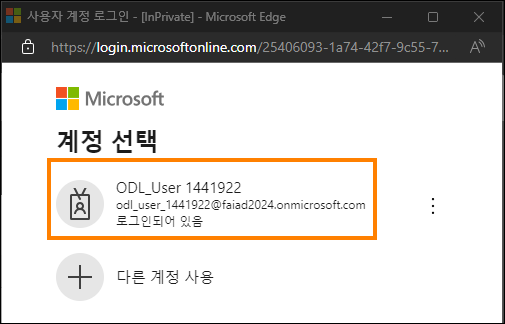 사용자 계정 로그인 - [InPrivate] - Microsoft Edge
https://login.microsoftonline.com/25406093-1a74-42f7-9c55-7...
Microsoft
계정 선택
ODL_User 1441922
odl_user_1441922@faiad2024.onmicrosoft.com
로그인되어 있음
다른 계정 사용